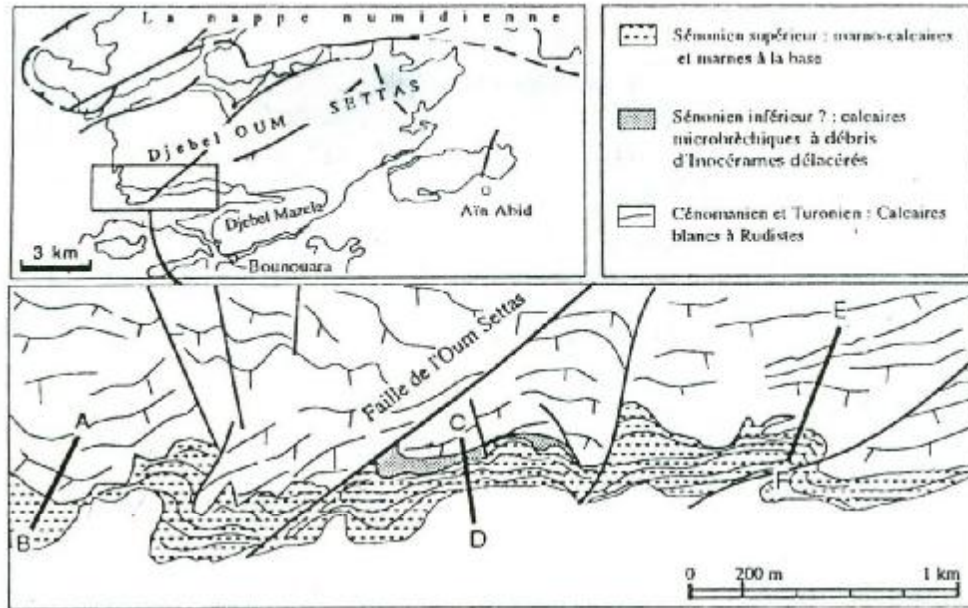 La nappe numidienne
Djebel OUM SETTAS
Djebel Mazela
Aïn Abid
Bounouara
3 km
Sénonien supérieur : marno-calcaires
et marnes à la base
Sénonien inférieur ? : calcaires
microbrèchiques à débris
d'Inocérames délacérés
Cénomanien et Turonien : Calcaires
blancs à Rudistes
Faille de l'Oum Settas
A
B
C
D
E
F
0 200 m 1 km